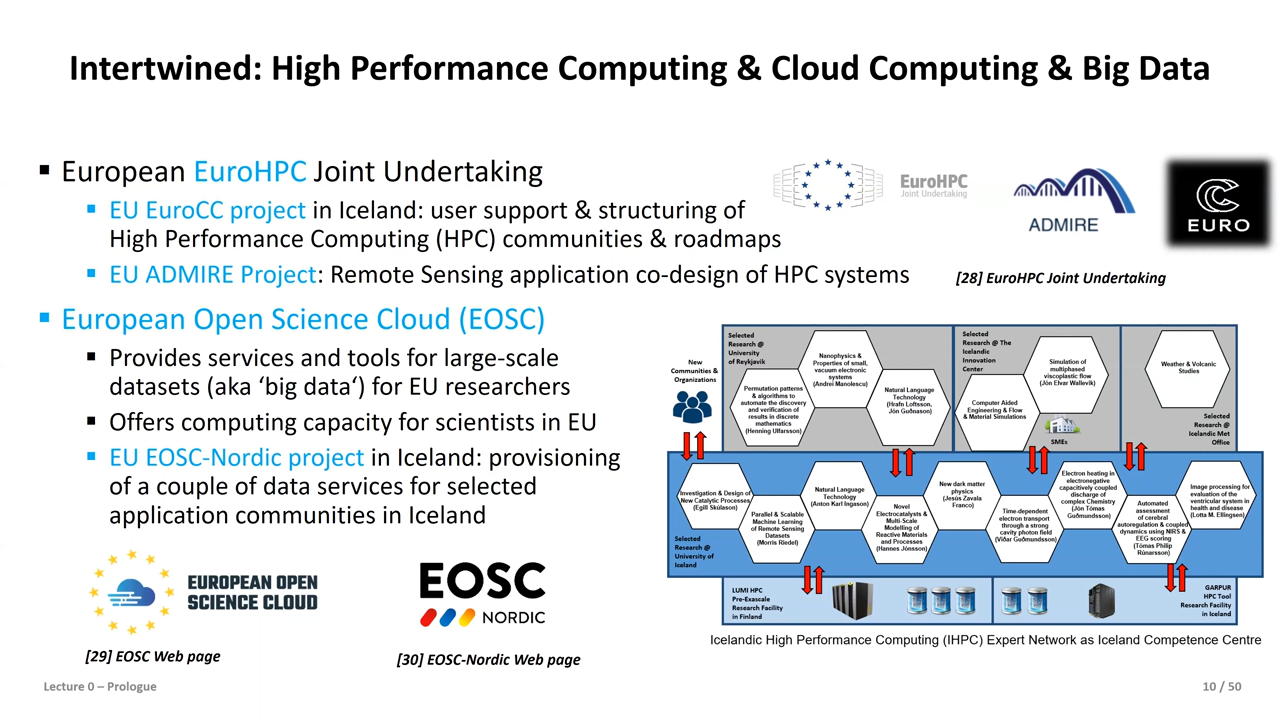 Intertwined: High Performance Computing & Cloud Computing & Big Data
▪ European EuroHPC Joint Undertaking
▪ EU EuroCC project in Iceland: user support & structuring of
High Performance Computing (HPC) communities & roadmaps
▪ EU ADMIRE Project: Remote Sensing application co-design of HPC systems
EuroHPC
Joint Undertaking
ADMIRE
EURO
[28] EuroHPC Joint Undertaking
▪ European Open Science Cloud (EOSC)
▪ Provides services and tools for large-scale
datasets (aka ‘big data‘) for EU researchers
▪ Offers computing capacity for scientists in EU
▪ EU EOSC-Nordic project in Iceland: provisioning
of a couple of data services for selected
application communities in Iceland
EUROPEAN OPEN
SCIENCE CLOUD
[29] EOSC Web page
EOSC
NORDIC
[30] EOSC-Nordic Web page
New
Communities &
Organizations
Selected
Research @
University
of Reykjavik
Permutation patterns
& algorithms to
automate the discovery
and verification of
results in discrete
mathematics
(Henning Ulfarsson)
Nanophysics &
Properties of small,
vacuum electronic
systems
(Andrei Manolescu)
Natural Language
Technology
(Hrafn Loftsson,
Jón Guðnason)
Selected
Research @ The
Icelandic
Innovation
Center
Computer Aided
Engineering & Flow
& Material Simulations
Simulation of
multiphased
viscoplastic flow
(Jón Elvar Wallevik)
SMEs
Weather & Volcanic
Studies
Selected
Research @
Icelandic Met
Office
Investigation & Design of
New Catalytic Processes
(Egill Skúlason)
Parallel & Scalable
Machine Learning
of Remote Sensing
Datasets
(Morris Riedel)
Natural Language
Technology
(Anton Karl Ingason)
Novel
Electrocatalysts &
Multi-Scale
Modelling of
Reactive Materials
and Processes
(Hannes Jónsson)
New dark matter
physics
(Jesús Zavala
Franco)
Time-dependent
electron transport
through a strong
cavity photon field
(Viðar Guðmundsson)
Electron heating in
electronegative
capacitively coupled
discharge of
complex Chemistry
(Jón Tómas
Guðmundsson)
Automated
assessment
of cerebral
autoregulation & coupled
dynamics using NIRS &
EEG scoring
(Tómas Philip
Rúnarsson)
Image processing for
evaluation of the
ventricular system in
health and disease
(Lotta M. Ellingsen)
Selected
Research @
University of
Iceland
LUMI HPC
Pre-Exascale
Research Facility
in Finland
GARPUR
HPC Tool
Research Facility
in Iceland
Icelandic High Performance Computing (IHPC) Expert Network as Iceland Competence Centre
Lecture 0 – Prologue
10 / 50